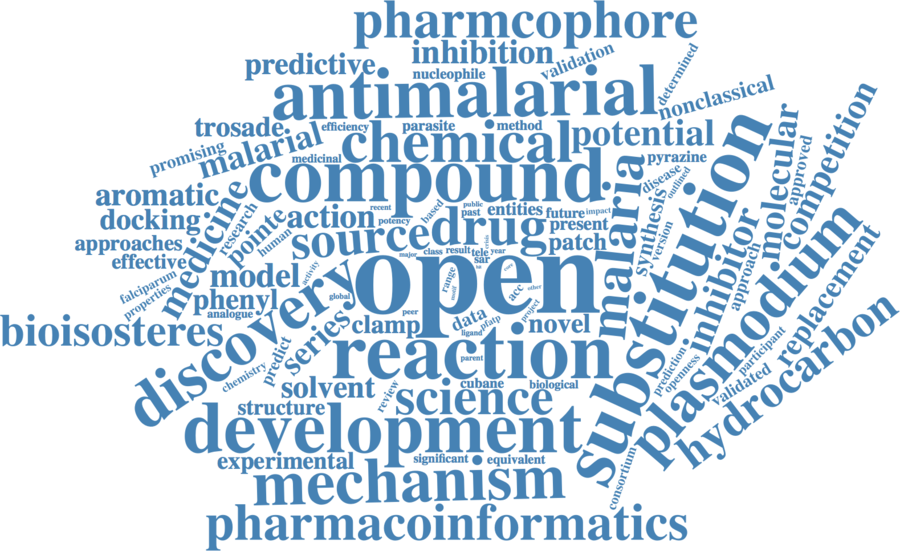 pharmcophore
inhibition
predictive
nucleophile
validation
determined
antimalarial
nonclassical
trosade
efficiency
parasite
method
potential
promising
malarial
chemical
medicinal
pyrazine
compound
disease
outlined
molecular
approved
competition
aromatic
medicine
research
docking
pointe
action
recent
potency
based
public
past
entities
future
impact
malaria
synthesis
version
substitution
approaches
human
source
drug
present
patch
effective
major
class
result
tele
crisis
year
sar
falciparum
properties
model
activity
discovery
open
range
motif
acc
other
core
project
inhibitor
approach
plasmodium
replacement
phenyl
analogue
global
peer
bioisosteres
series
clamp
data
pfatp
ligand
novel
reaction
parent
chemistry
predict
prediction
openness
participant
validated
hydrocarbon
solvent
review
science
cubane
biological
structure
development
experimental
significant
equivalent
consortium
mechanism
pharmacoinformatics